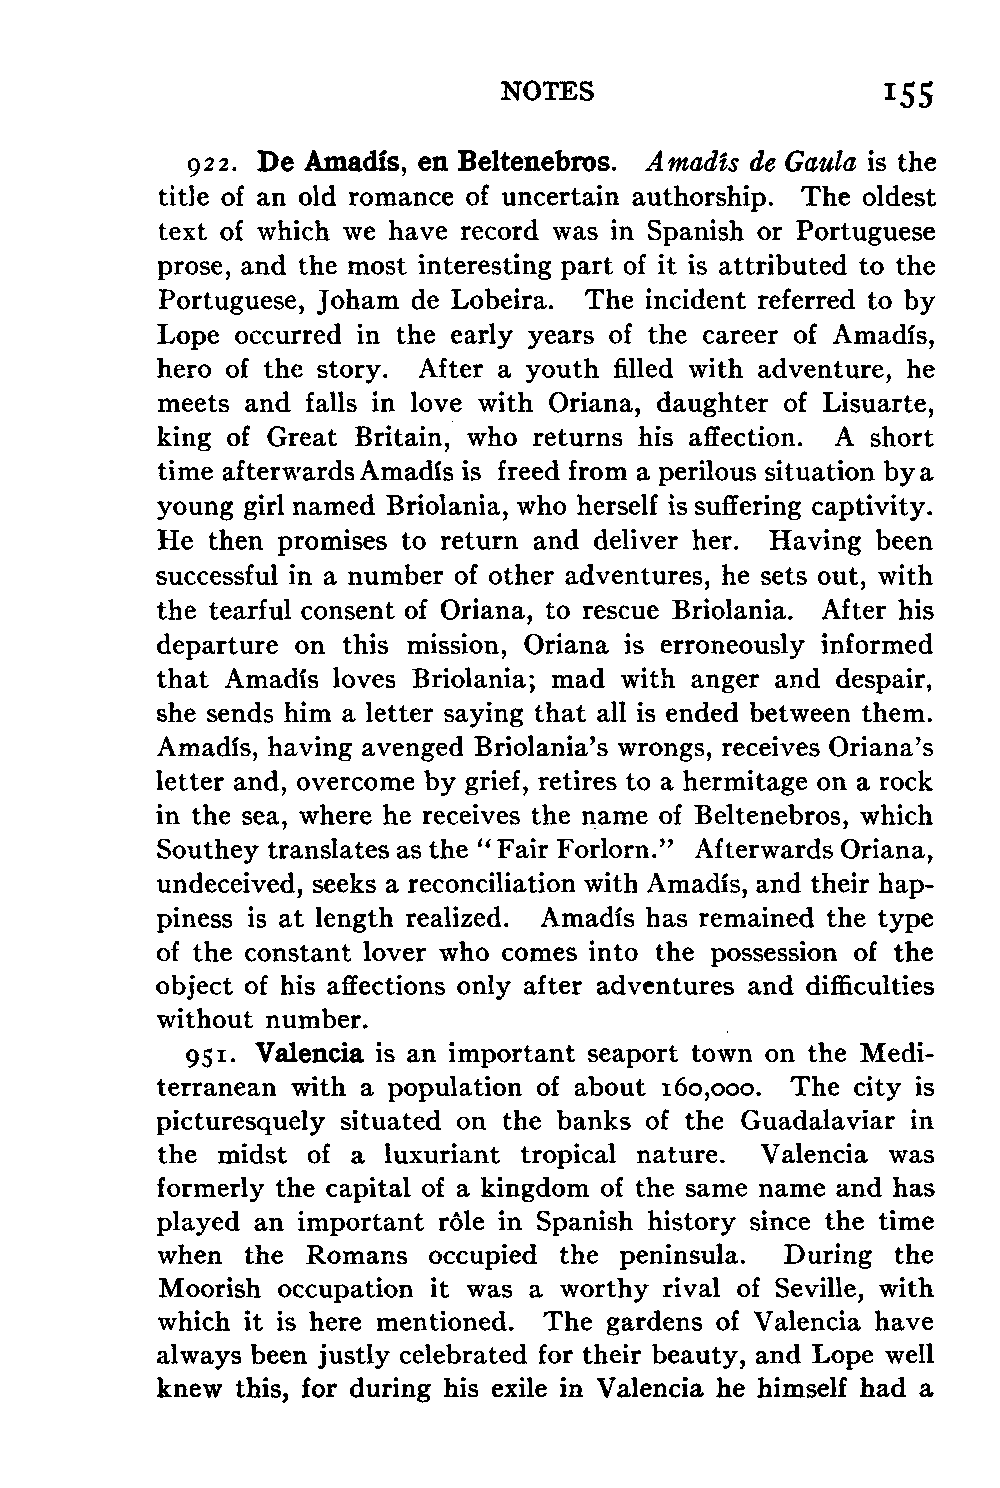 NOTES 155
922. De Amadís, en Beltenebros. Amadís de Gaula is the
title of an old romance of uncertain authorship. The oldest
text of which we have record was in Spanish or Portuguese
prose, and the most interesting part of it is attributed to the
Portuguese, Joham de Lobeira. The incident referred to by
Lope occurred in the early years of the career of Amadís,
hero of the story. After a youth filled with adventure, he
meets and falls in love with Oriana, daughter of Lisuarte,
king of Great Britain, who returns his affection. A short
time afterwards Amadís is freed from a perilous situation by a
young girl named Briolania, who herself is suffering captivity.
He then promises to return and deliver her. Having been
successful in a number of other adventures, he sets out, with
the tearful consent of Oriana, to rescue Briolania. After his
departure on this mission, Oriana is erroneously informed
that Amadís loves Briolania; mad with anger and despair,
she sends him a letter saying that all is ended between them.
Amadís, having avenged Briolania's wrongs, receives Oriana's
letter and, overcome by grief, retires to a hermitage on a rock
in the sea, where he receives the name of Beltenebros, which
Southey translates as the "Fair Forlorn." Afterwards Oriana,
undeceived, seeks a reconciliation with Amadís, and their hap-
piness is at length realized. Amadís has remained the type
of the constant lover who comes into the possession of the
object of his affections only after adventures and difficulties
without number.
951. Valencia is an important seaport town on the Medi-
terranean with a population of about 160,000. The city is
picturesquely situated on the banks of the Guadalaviar in
the midst of a luxuriant tropical nature. Valencia was
formerly the capital of a kingdom of the same name and has
played an important rôle in Spanish history since the time
when the Romans occupied the peninsula. During the
Moorish occupation it was a worthy rival of Seville, with
which it is here mentioned. The gardens of Valencia have
always been justly celebrated for their beauty, and Lope well
knew this, for during his exile in Valencia he himself had a